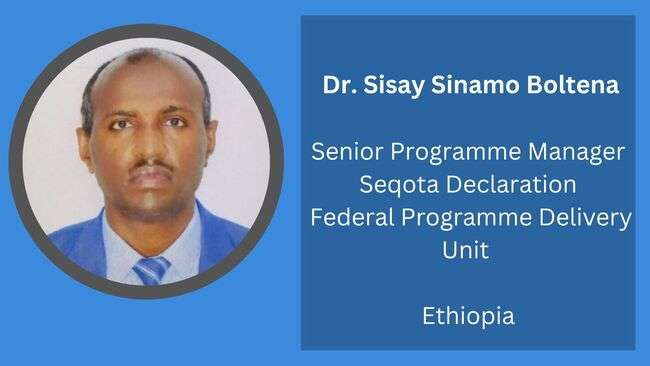 Dr. Sisay Sinamo Boltena
Senior Programme Manager
Seqota Declaration
Federal Programme Delivery
Unit
Ethiopia